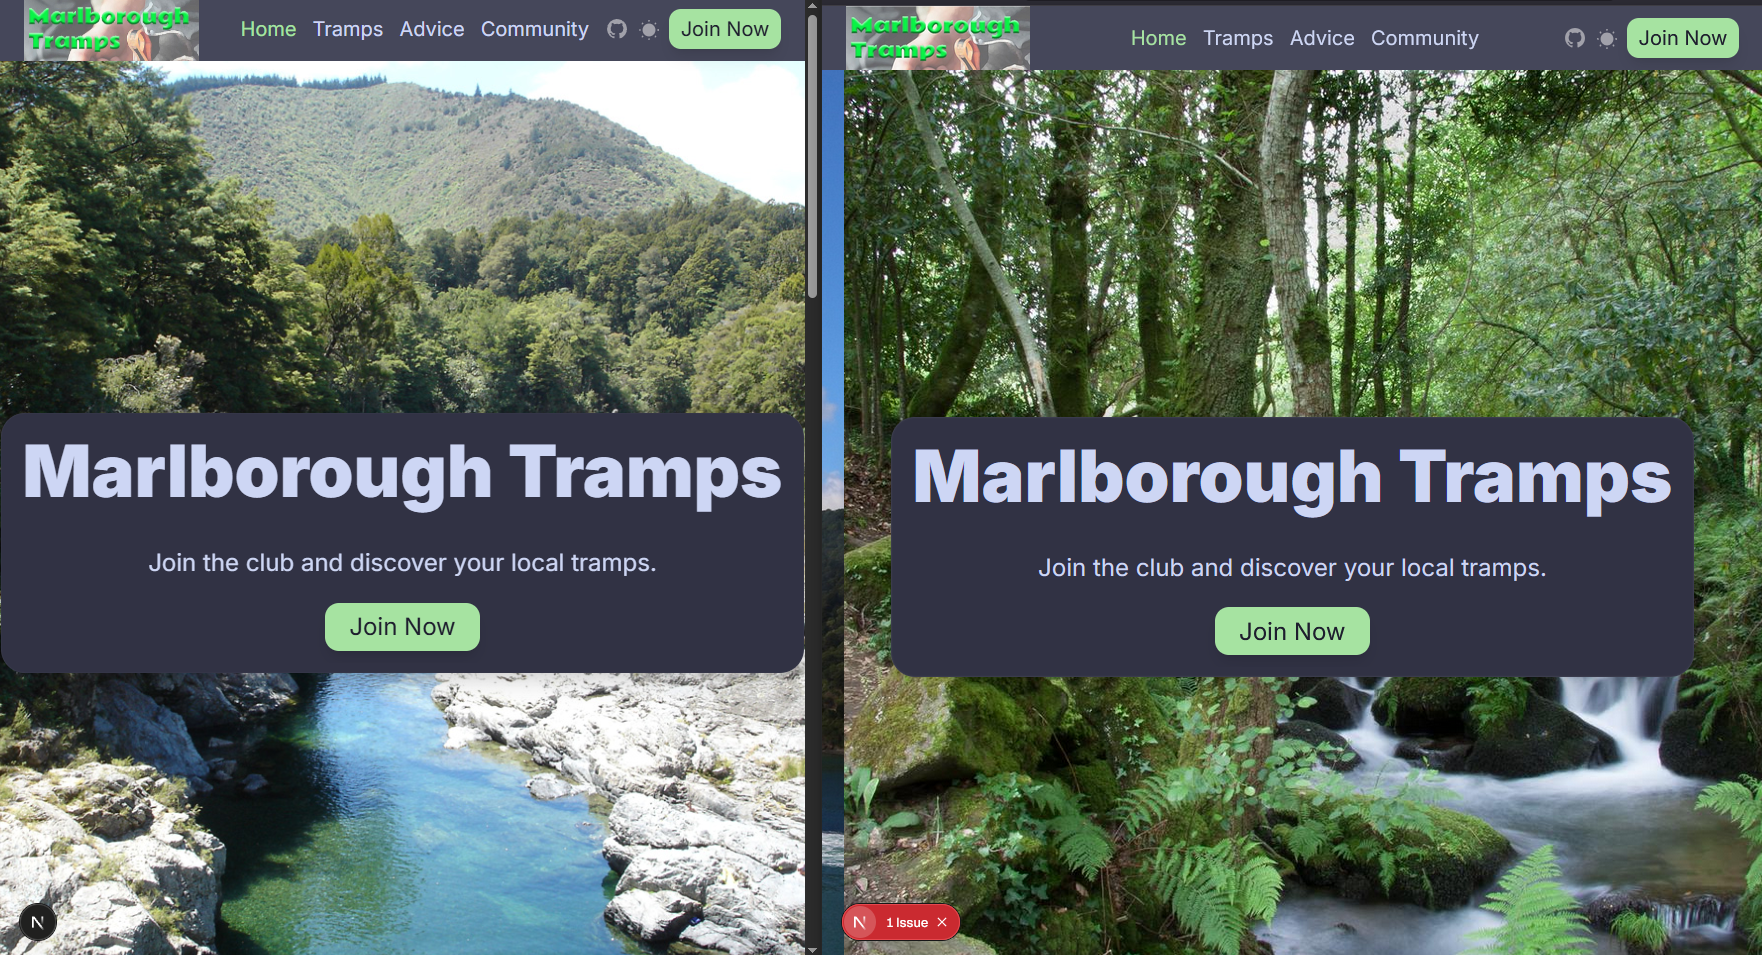 Marlborough
Tramps
Home Tramps Advice Community Join Now
Marlborough Tramps
Join the club and discover your local tramps.
Join Now
N
Marlborough
Tramps
Home Tramps Advice Community Join Now
Marlborough Tramps
Join the club and discover your local tramps.
Join Now
N 1 Issue ×